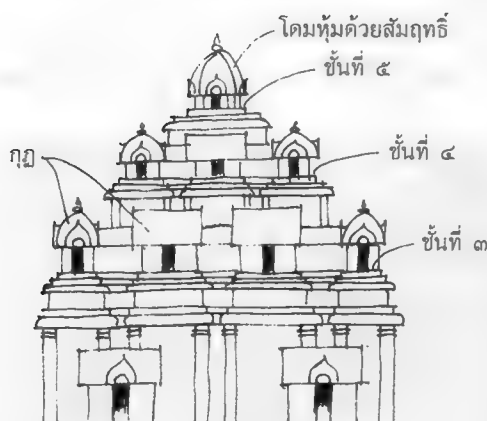 โดมหุ้มด้วยสัมฤทธิ์
ชั้นที่ ๕
กุฏุ
ชั้นที่ ๔
ชั้นที่ ๓